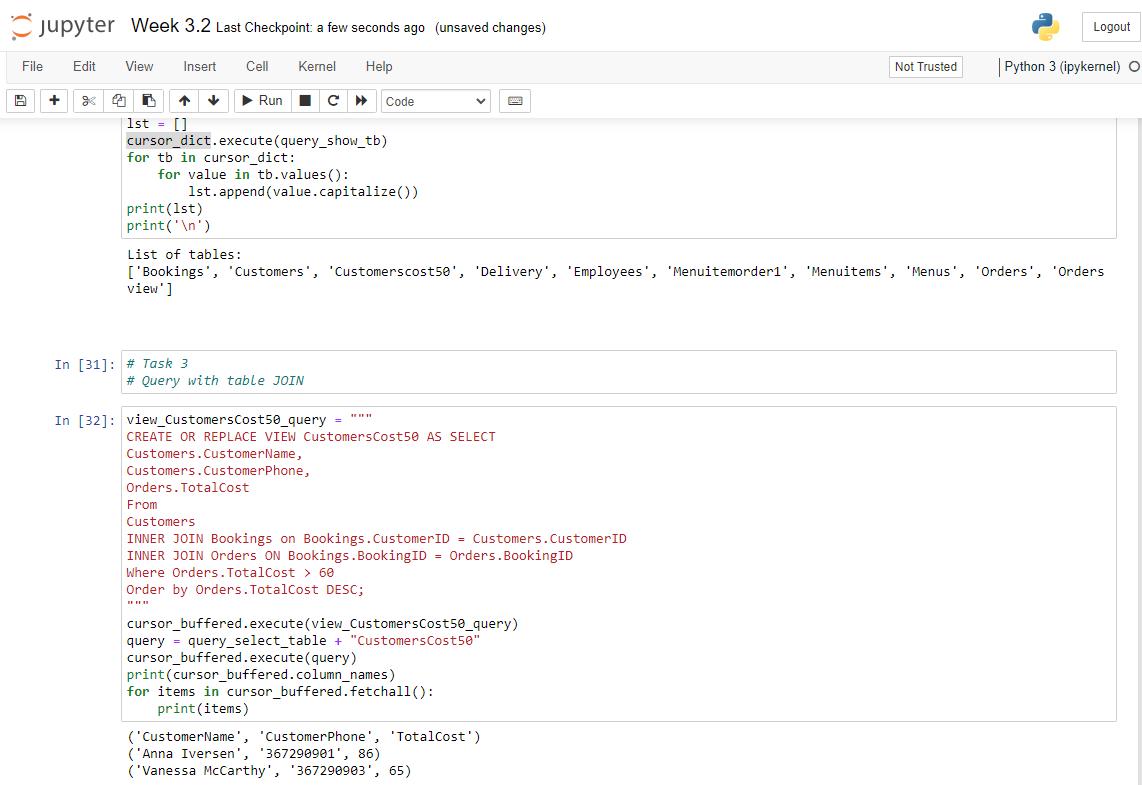 jupyter Week 3.2 Last Checkpoint: a few seconds ago (unsaved changes) Logout
File Edit View Insert Cell Kernel Help Not Trusted Python 3 (ipykernel)
Run Code
lst = []
cursor_dict.execute(query_show_tb)
for tb in cursor_dict:
    for value in tb.values():
        lst.append(value.capitalize())
print(lst)
print('\n')
List of tables:
['Bookings', 'Customers', 'Customerscost50', 'Delivery', 'Employees', 'Menuitemorder1', 'Menuitems', 'Menus', 'Orders', 'Orders
view']
In [31]: # Task 3
# Query with table JOIN
In [32]: view_CustomersCost50_query = """
CREATE OR REPLACE VIEW CustomersCost50 AS SELECT
Customers.CustomerName,
Customers.CustomerPhone,
Orders.TotalCost
From
Customers
INNER JOIN Bookings on Bookings.CustomerID = Customers.CustomerID
INNER JOIN Orders ON Bookings.BookingID = Orders.BookingID
Where Orders.TotalCost > 60
Order by Orders.TotalCost DESC;
"""
cursor_buffered.execute(view_CustomersCost50_query)
query = query_select_table + "CustomersCost50"
cursor_buffered.execute(query)
print(cursor_buffered.column_names)
for items in cursor_buffered.fetchall():
    print(items)
('CustomerName', 'CustomerPhone', 'TotalCost')
('Anna Iversen', '367290901', 86)
('Vanessa McCarthy', '367290903', 65)